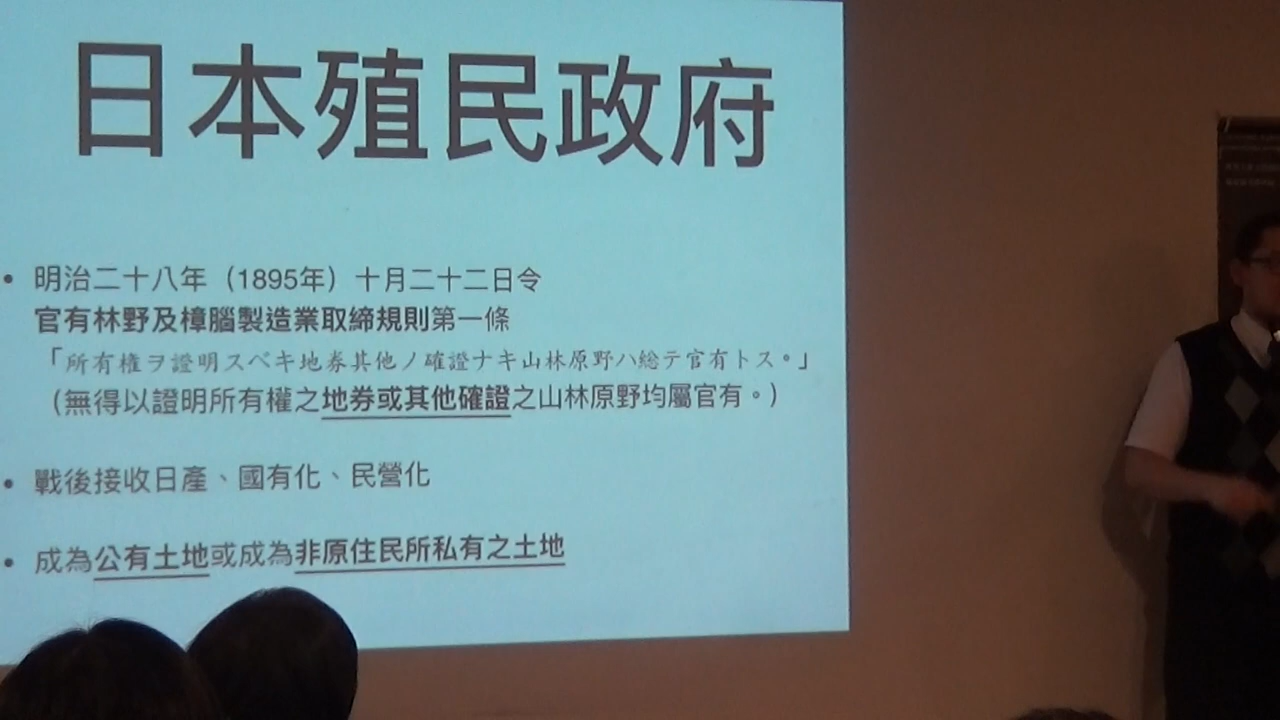 日本殖民政府
• 明治二十八年（1895年）十月二十二日令
官有林野及樟腦製造業取締規則第一條
「所有權ヲ證明スベキ地券其他ノ確證ナキ山林原野ハ総テ官有トス。」
（無得以證明所有權之地券或其他確證之山林原野均屬官有。）
• 戰後接收日產、國有化、民營化
• 成為公有土地或成為非原住民所私有之土地